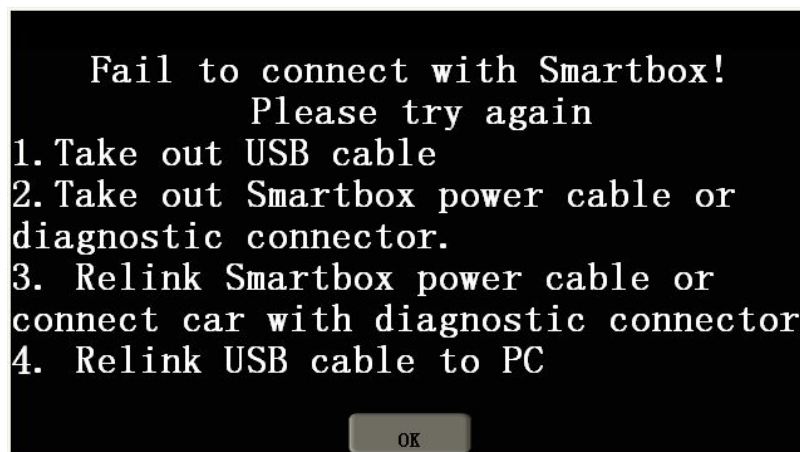 Fail to connect with Smartbox!
Please try again
1. Take out USB cable
2. Take out Smartbox power cable or
diagnostic connector.
3. Relink Smartbox power cable or
connect car with diagnostic connector
4. Relink USB cable to PC
OK